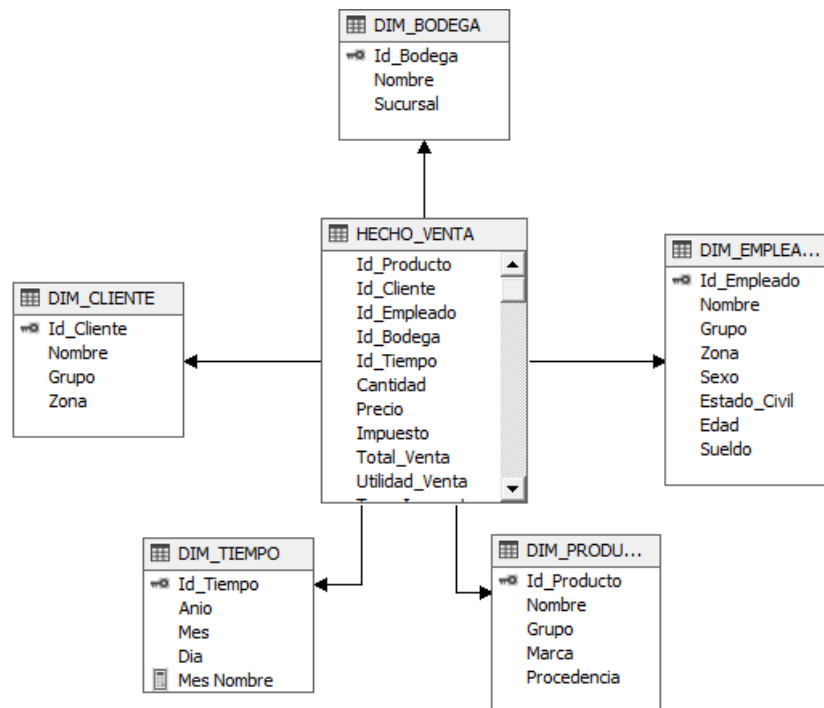 DIM_BODEGA
Id_Bodega
Nombre
Sucursal
HECHO_VENTA
Id_Producto
Id_Cliente
Id_Empleado
Id_Bodega
Id_Tiempo
Cantidad
Precio
Impuesto
Total_Venta
Utilidad_Venta
DIM_CLIENTE
Id_Cliente
Nombre
Grupo
Zona
DIM_EMPLEA...
Id_Empleado
Nombre
Grupo
Zona
Sexo
Estado_Civil
Edad
Sueldo
DIM_TIEMPO
Id_Tiempo
Anio
Mes
Dia
Mes Nombre
DIM_PRODU...
Id_Producto
Nombre
Grupo
Marca
Procedencia